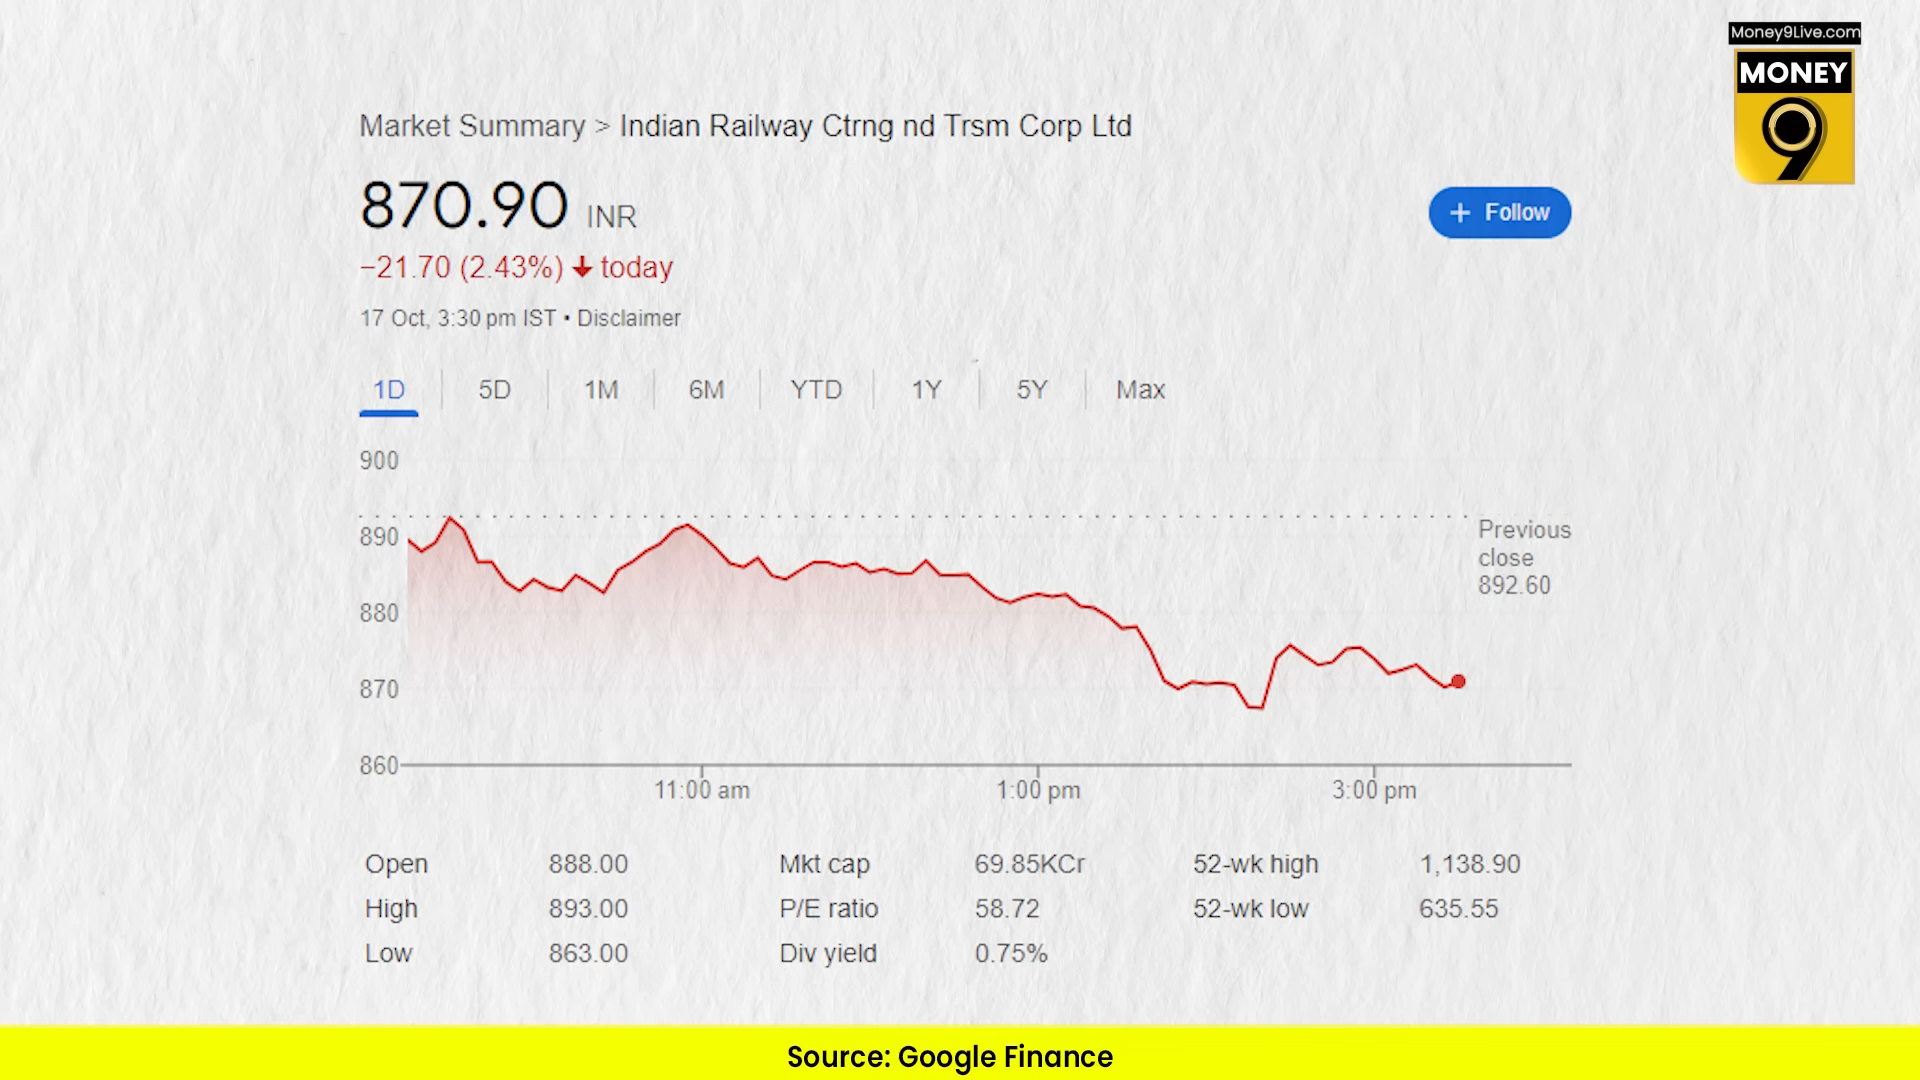 Money9Live.com
MONEY
9
Market Summary > Indian Railway Ctrng nd Trsm Corp Ltd
870.90 INR
+ Follow
−21.70 (2.43%) ↓ today
17 Oct, 3:30 pm IST • Disclaimer
1D 5D 1M 6M YTD 1Y 5Y Max
900
890
880
870
860
Previous
close
892.60
11:00 am 1:00 pm 3:00 pm
Open 888.00 Mkt cap 69.85KCr 52-wk high 1,138.90
High 893.00 P/E ratio 58.72 52-wk low 635.55
Low 863.00 Div yield 0.75%
Source: Google Finance